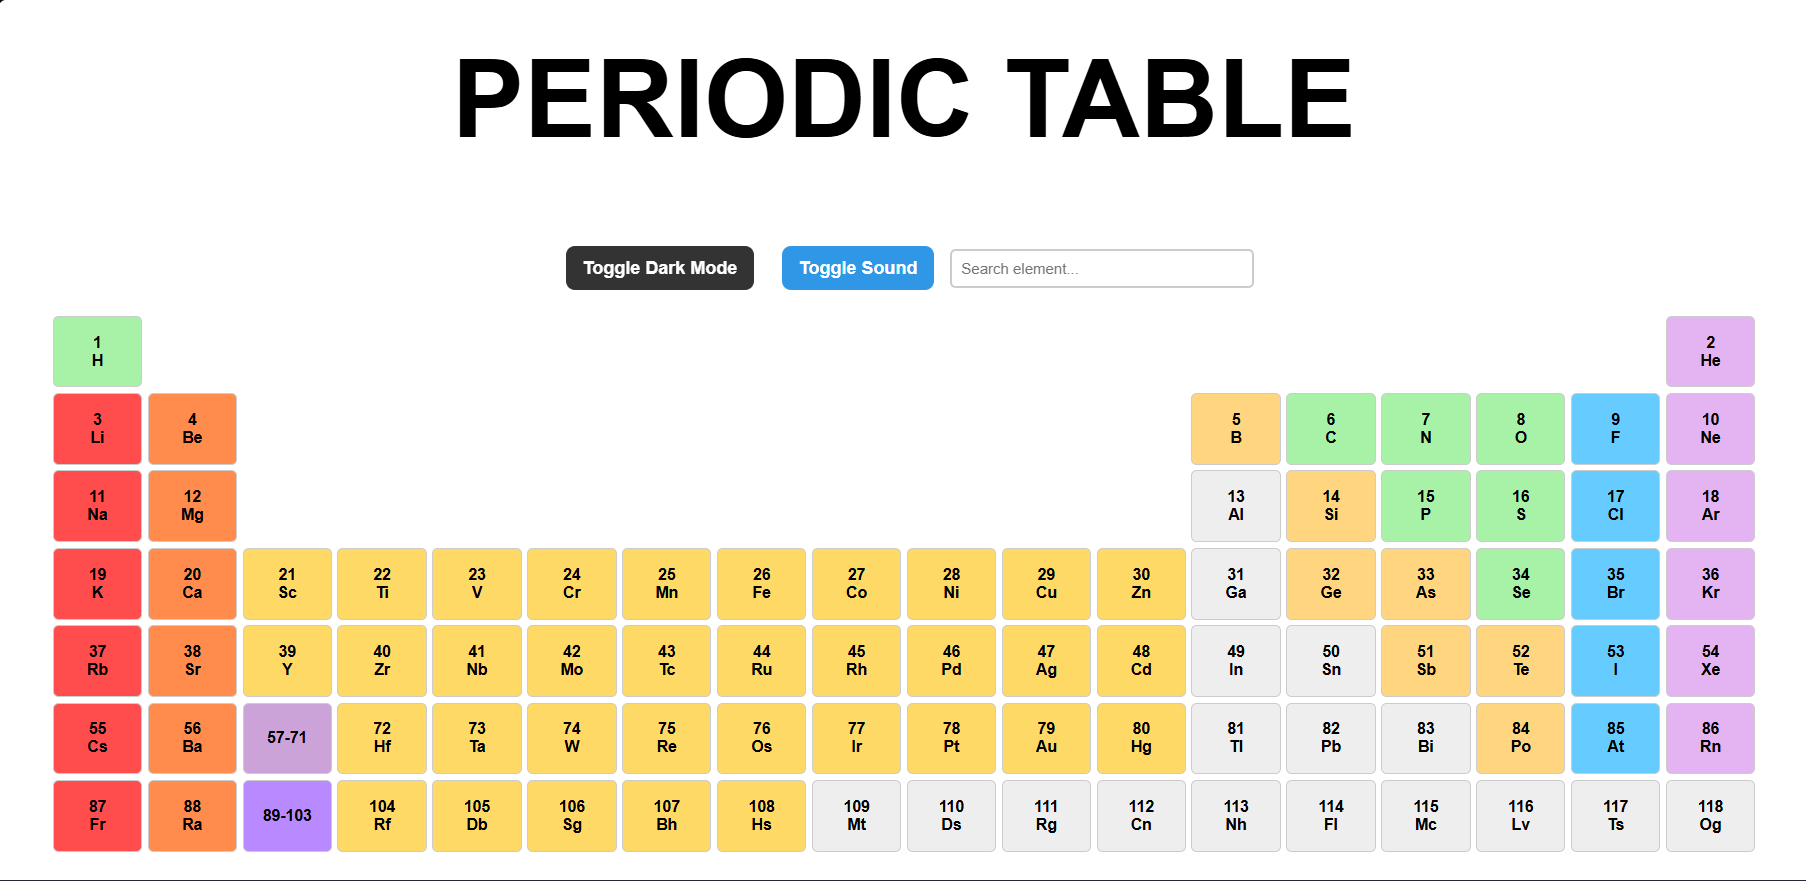 PERIODIC TABLE
Toggle Dark Mode Toggle Sound Search element...
1 2
H He
3 4 5 6 7 8 9 10
Li Be B C N O F Ne
11 12 13 14 15 16 17 18
Na Mg Al Si P S Cl Ar
19 20 21 22 23 24 25 26 27 28 29 30 31 32 33 34 35 36
K Ca Sc Ti V Cr Mn Fe Co Ni Cu Zn Ga Ge As Se Br Kr
37 38 39 40 41 42 43 44 45 46 47 48 49 50 51 52 53 54
Rb Sr Y Zr Nb Mo Tc Ru Rh Pd Ag Cd In Sn Sb Te I Xe
55 56 57-71 72 73 74 75 76 77 78 79 80 81 82 83 84 85 86
Cs Ba Hf Ta W Re Os Ir Pt Au Hg Tl Pb Bi Po At Rn
87 88 89-103 104 105 106 107 108 109 110 111 112 113 114 115 116 117 118
Fr Ra Rf Db Sg Bh Hs Mt Ds Rg Cn Nh Fl Mc Lv Ts Og